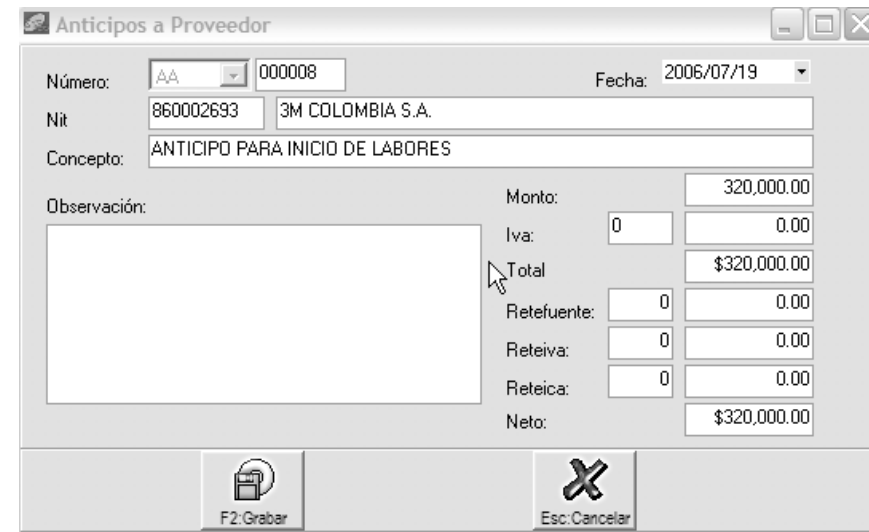 Anticipos a Proveedor
Número: AA 000008 Fecha: 2006/07/19
Nit 860002693 3M COLOMBIA S.A.
Concepto: ANTICIPO PARA INICIO DE LABORES
Observación:
Monto: 320,000.00
Iva: 0 0.00
Total $320,000.00
Retefuente: 0 0.00
Reteiva: 0 0.00
Reteica: 0 0.00
Neto: $320,000.00
F2:Grabar Esc:Cancelar